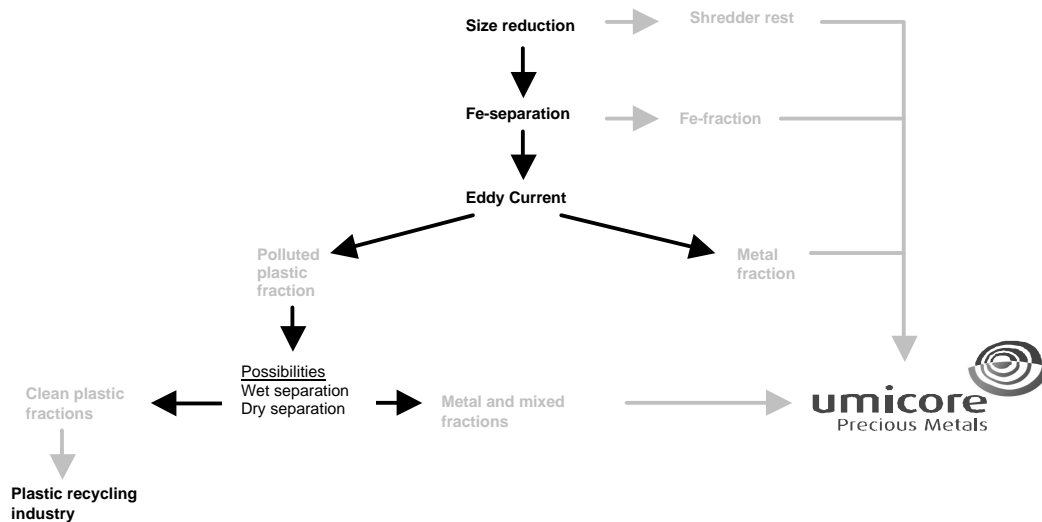 Size reduction
Shredder rest
Fe-separation
Fe-fraction
Eddy Current
Polluted
plastic
fraction
Metal
fraction
Possibilities
Wet separation
Dry separation
Clean plastic
fractions
Metal and mixed
fractions
umicore
Precious Metals
Plastic recycling
industry